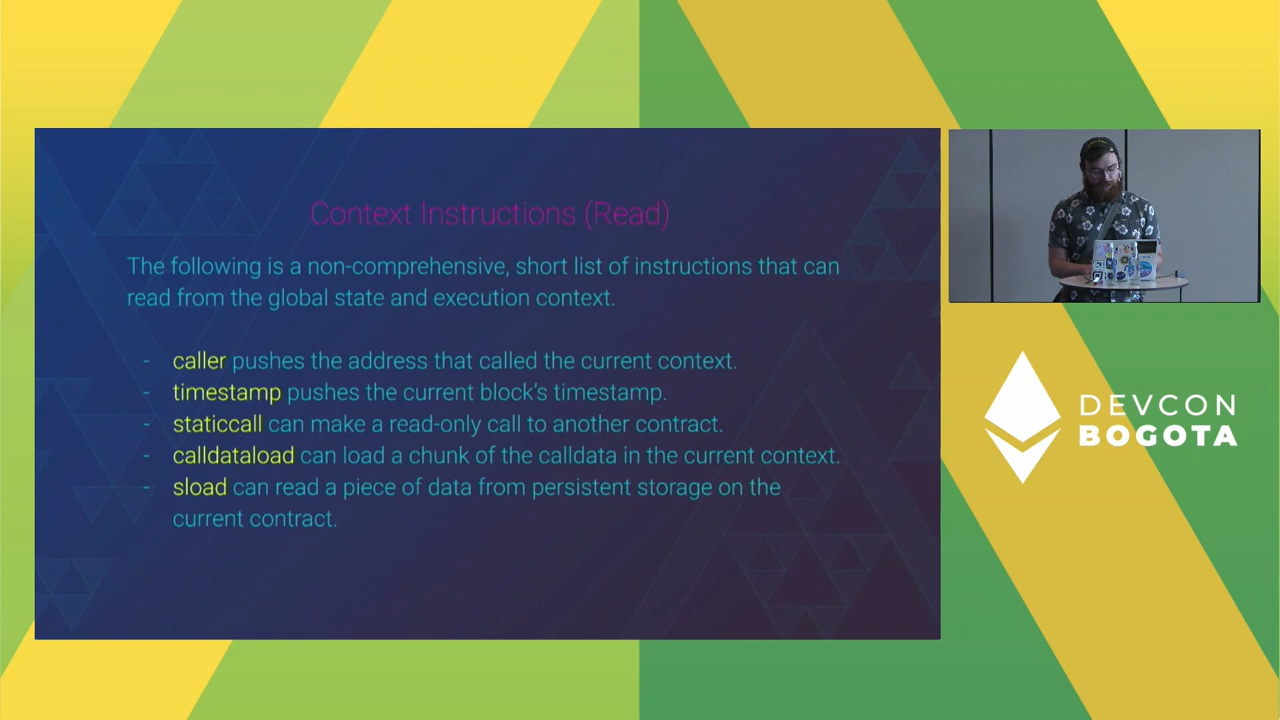 Context Instructions (Read)
The following is a non-comprehensive, short list of instructions that can
read from the global state and execution context.
- caller pushes the address that called the current context.
- timestamp pushes the current block's timestamp.
- staticcall can make a read-only call to another contract.
- calldataload can load a chunk of the calldata in the current context.
- sload can read a piece of data from persistent storage on the
current contract.
DEVCON
BOGOTA